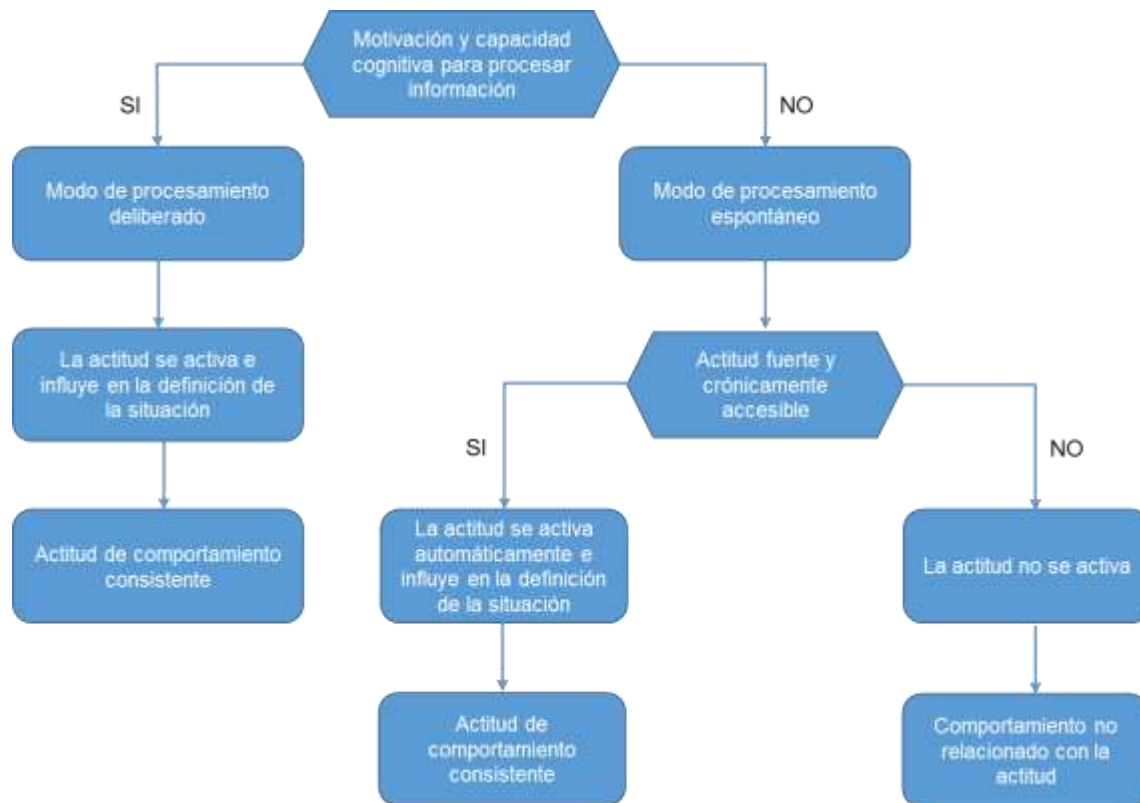 Motivación y capacidad
cognitiva para procesar
información
SI
NO
Modo de procesamiento
deliberado
Modo de procesamiento
espontáneo
La actitud se activa e
influye en la definición de
la situación
Actitud fuerte y
crónicamente
accesible
SI
NO
Actitud de comportamiento
consistente
La actitud se activa
automáticamente e
influye en la definición
de la situación
La actitud no se activa
Actitud de
comportamiento
consistente
Comportamiento no
relacionado con la
actitud